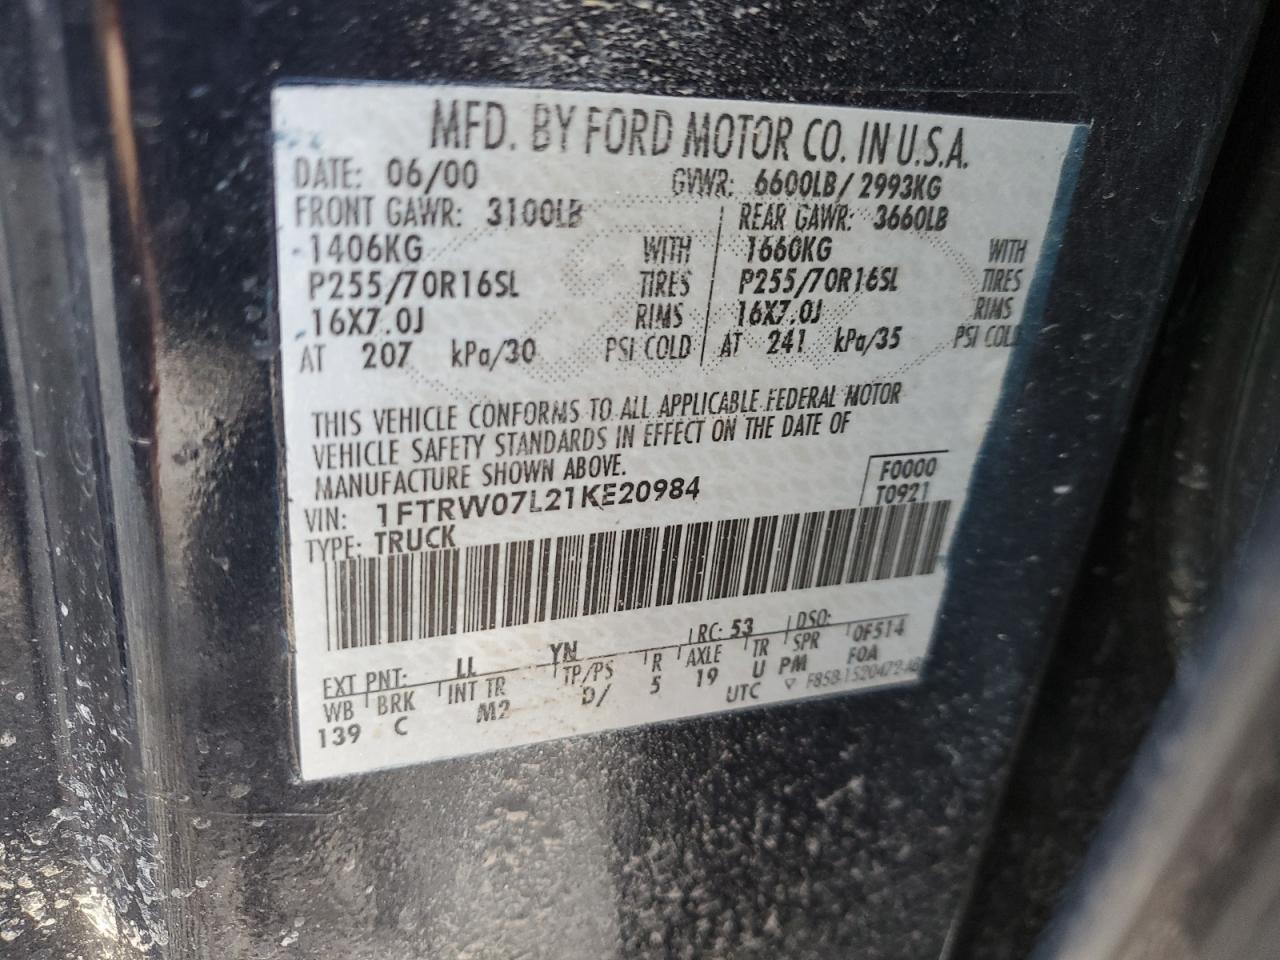 MFD. BY FORD MOTOR CO. IN U.S.A.
DATE: 06/00 GVWR: 6600LB/ 2993KG
FRONT GAWR: 3100LB REAR GAWR: 3660LB
1406KG WITH 1660KG WITH
P255/70R16SL TIRES P255/70R16SL TIRES
16X7.0J RIMS 16X7.0J RIMS
AT 207 kPa/30 PSI COLD AT 241 kPa/35 PSI COLD
THIS VEHICLE CONFORMS TO ALL APPLICABLE FEDERAL MOTOR
VEHICLE SAFETY STANDARDS IN EFFECT ON THE DATE OF
MANUFACTURE SHOWN ABOVE.
F0000
VIN: 1FTRW07L21KE20984 T0921
TYPE: TRUCK
EXT PNT: LL YN RC: 53 DSO:
WB BRK INT TR TP/PS R AXLE TR SPR 0F514
139 C M2 D/ 5 19 U PM F0A
UTC